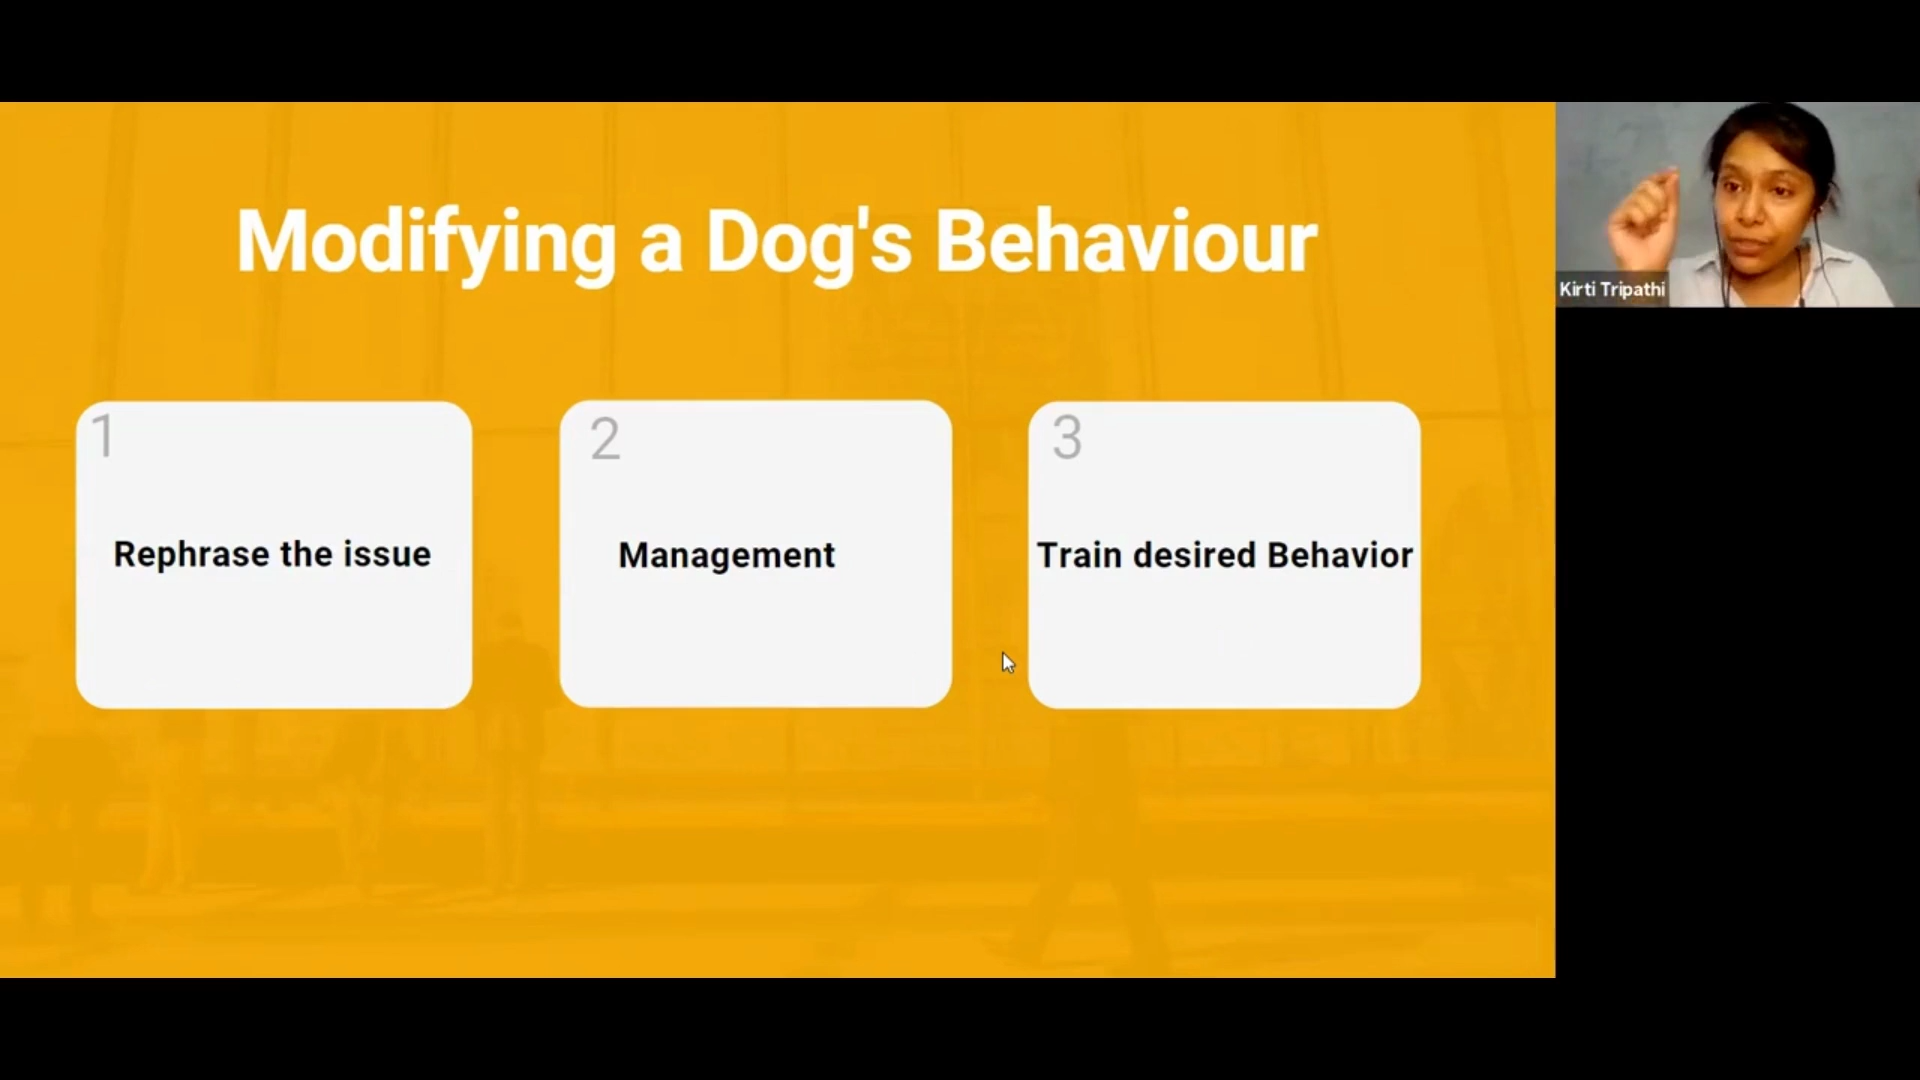 Modifying a Dog's Behaviour
Kirti Tripathi
1
Rephrase the issue
2
Management
3
Train desired Behavior